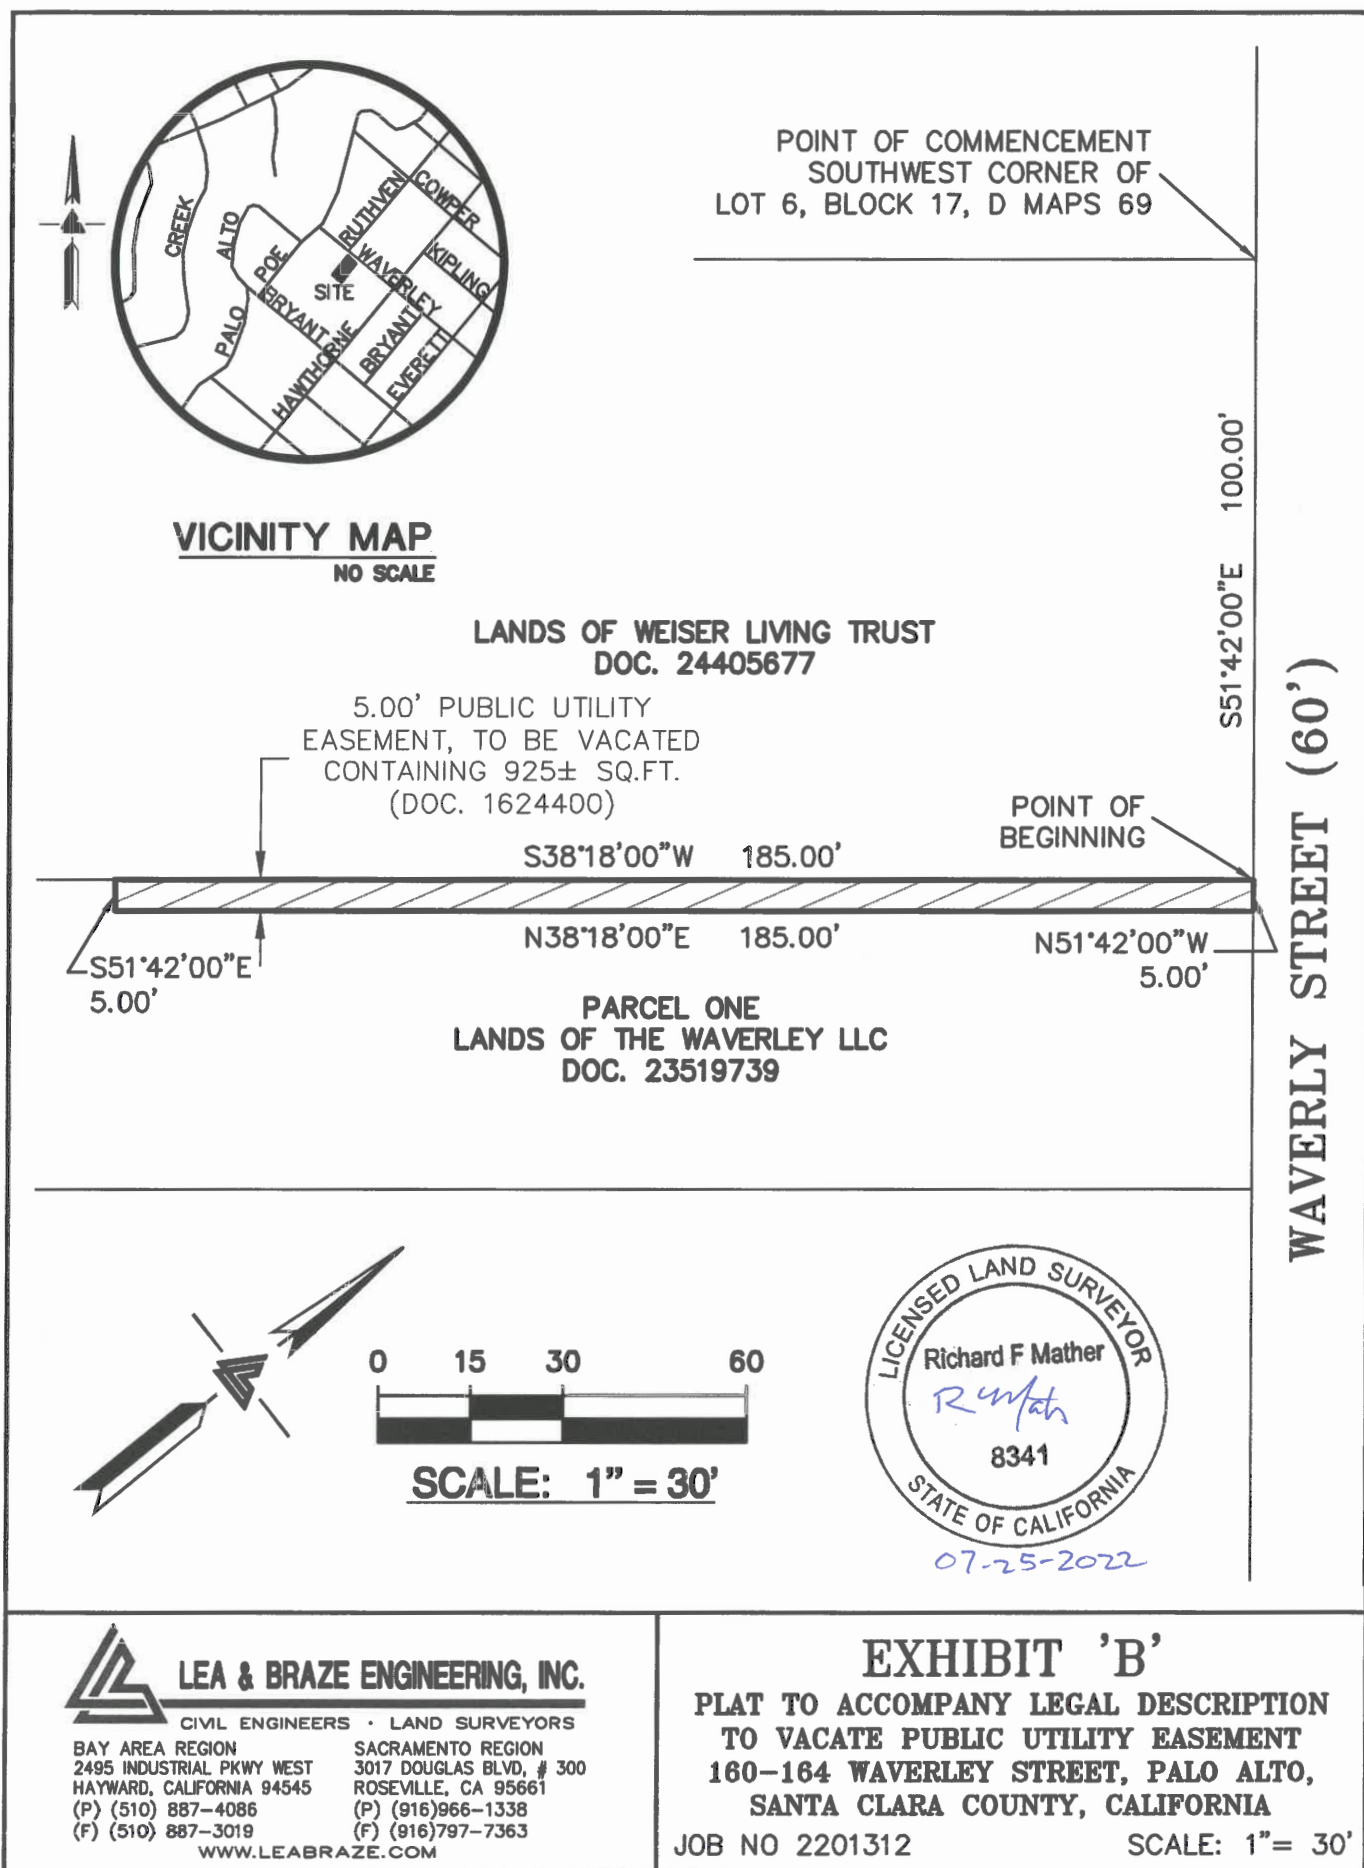 POINT OF COMMENCEMENT
SOUTHWEST CORNER OF
LOT 6, BLOCK 17, D MAPS 69
CREEK
ALTO
PALO
POE
BRYANT
RUTHVEN
COWPER
WAVERLEY
KIPLING
SITE
HAWTHORNE
BRYANT
EVERETT
VICINITY MAP
NO SCALE
S51°42'00"E 100.00'
LANDS OF WEISER LIVING TRUST
DOC. 24405677
5.00' PUBLIC UTILITY
EASEMENT, TO BE VACATED
CONTAINING 925± SQ.FT.
(DOC. 1624400)
POINT OF
BEGINNING
S38°18'00"W 185.00'
N38°18'00"E 185.00'
S51°42'00"E
5.00'
N51°42'00"W
5.00'
WAVERLY STREET (60')
PARCEL ONE
LANDS OF THE WAVERLEY LLC
DOC. 23519739
0 15 30 60
SCALE: 1" = 30'
LICENSED LAND SURVEYOR
Richard F Mather
8341
STATE OF CALIFORNIA
07-25-2022
LEA & BRAZE ENGINEERING, INC.
CIVIL ENGINEERS · LAND SURVEYORS
BAY AREA REGION
2495 INDUSTRIAL PKWY WEST
HAYWARD, CALIFORNIA 94545
(P) (510) 887-4086
(F) (510) 887-3019
SACRAMENTO REGION
3017 DOUGLAS BLVD, # 300
ROSEVILLE, CA 95661
(P) (916)966-1338
(F) (916)797-7363
WWW.LEABRAZE.COM
EXHIBIT 'B'
PLAT TO ACCOMPANY LEGAL DESCRIPTION
TO VACATE PUBLIC UTILITY EASEMENT
160-164 WAVERLEY STREET, PALO ALTO,
SANTA CLARA COUNTY, CALIFORNIA
JOB NO 2201312 SCALE: 1"= 30'